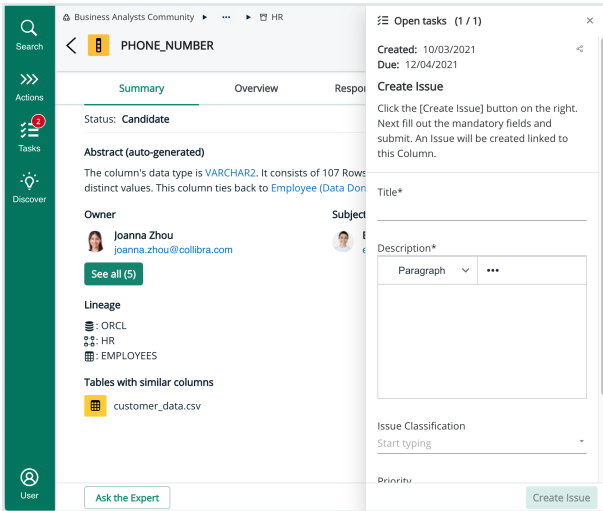 Search
Actions
2
Tasks
Discover
User
Business Analysts Community ▸ ••• ▸ HR
PHONE_NUMBER
Summary Overview
Status: Candidate
Abstract (auto-generated)
The column's data type is VARCHAR2. It consists of 107 Rows
distinct values. This column ties back to Employee (Data
Owner Subject
Joanna Zhou
joanna.zhou@collibra.com
See all (5)
Lineage
: ORCL
: HR
: EMPLOYEES
Tables with similar columns
customer_data.csv
Ask the Expert
Open tasks (1 / 1)
Created: 10/03/2021
Due: 12/04/2021
Create Issue
Click the [Create Issue] button on the right.
Next fill out the mandatory fields and
submit. An Issue will be created linked to
this Column.
Title*
Description*
Paragraph •••
Issue Classification
Start typing
Priority
Create Issue